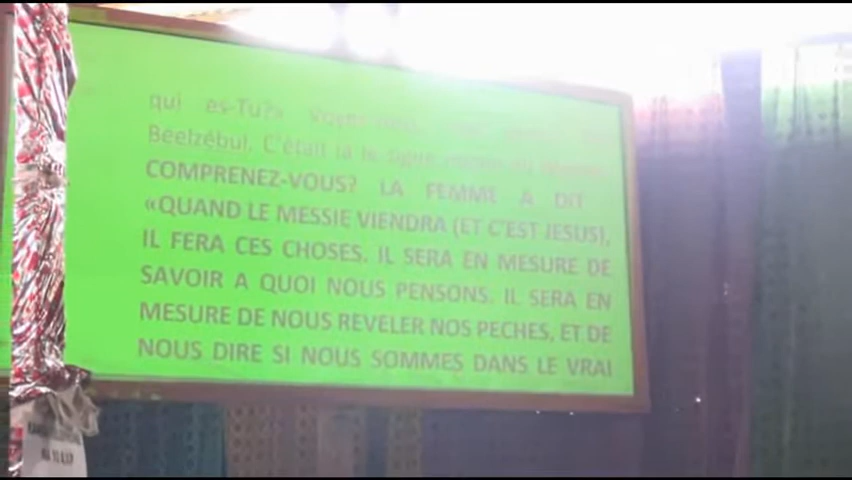 qui es-Tu?»
Béelzébul. C'était là le signe
COMPRENEZ-VOUS? LA FEMME A DIT
«QUAND LE MESSIE VIENDRA (ET C'EST JESUS),
IL FERA CES CHOSES. IL SERA EN MESURE DE
SAVOIR A QUOI NOUS PENSONS. IL SERA EN
MESURE DE NOUS REVELER NOS PECHES, ET DE
NOUS DIRE SI NOUS SOMMES DANS LE VRAI